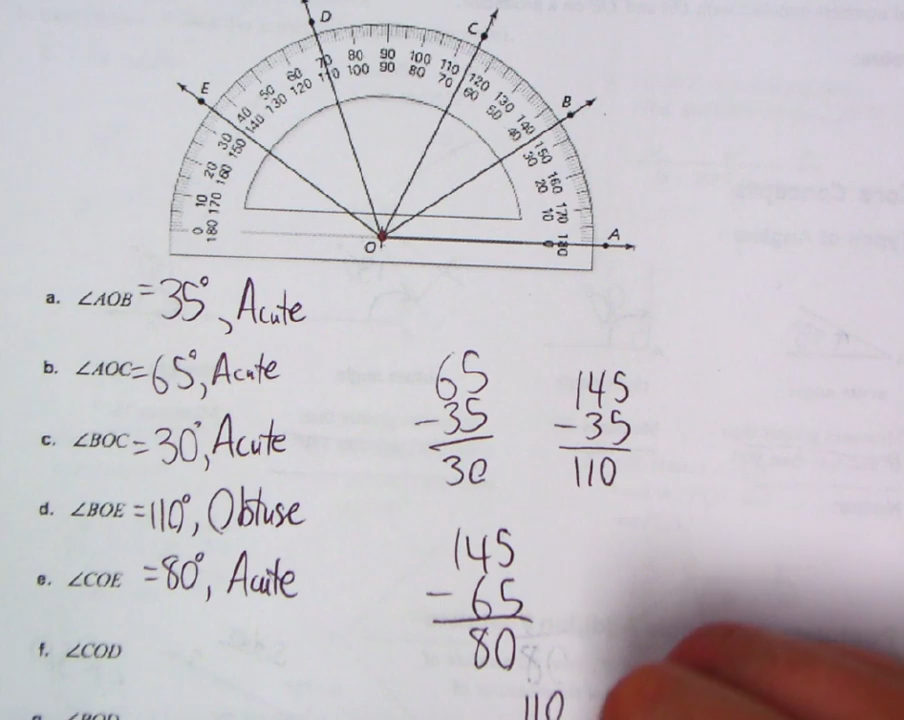 D
C
E
B
A
O
0 10 20 30 40 50 60 70 80 90 100 110 120 130 140 150 160 170 180
180 170 160 150 140 130 120 110 100 90 80 70 60 50 40 30 20 10 0
a. ∠AOB = 35°, Acute
b. ∠AOC = 65°, Acute
c. ∠BOC = 30°, Acute
d. ∠BOE = 110°, Obtuse
e. ∠COE = 80°, Acute
f. ∠COD
g. ∠BOD
65
-35
30
145
-35
110
145
- 65
80
110